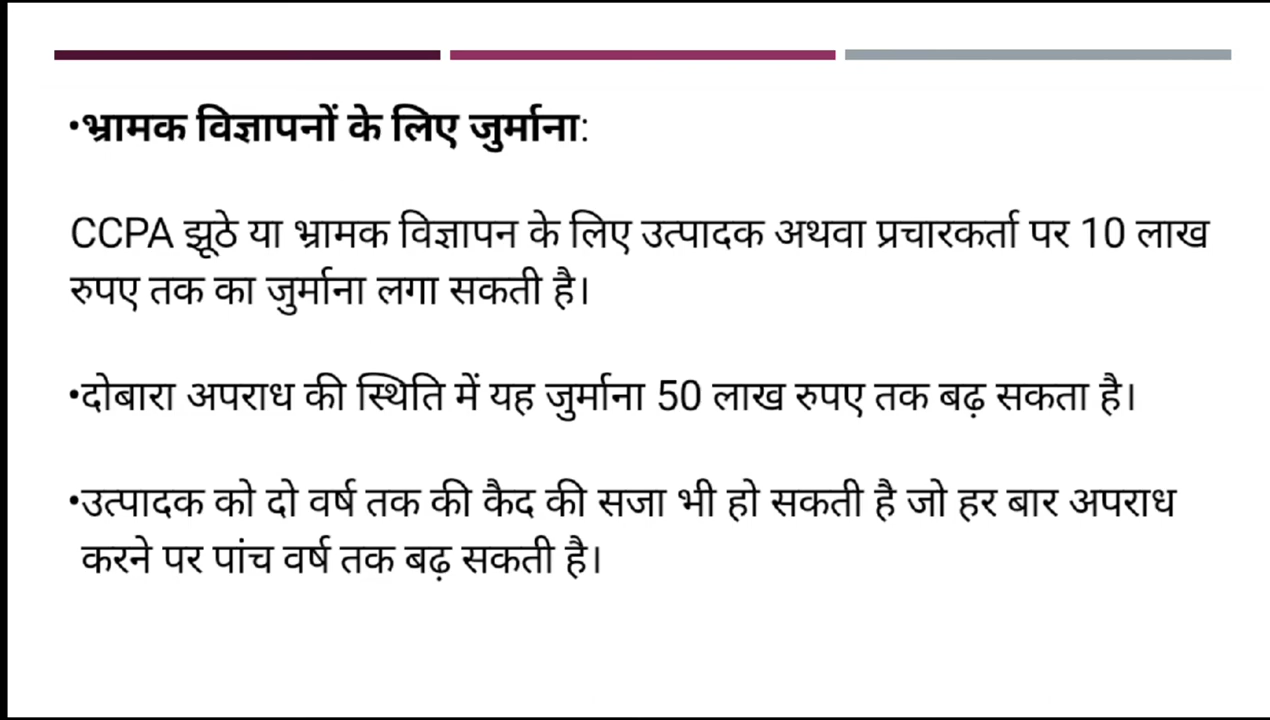 •भ्रामक विज्ञापनों के लिए जुर्माना:
CCPA झूठे या भ्रामक विज्ञापन के लिए उत्पादक अथवा प्रचारकर्ता पर 10 लाख
रुपए तक का जुर्माना लगा सकती है।
•दोबारा अपराध की स्थिति में यह जुर्माना 50 लाख रुपए तक बढ़ सकता है।
•उत्पादक को दो वर्ष तक की कैद की सजा भी हो सकती है जो हर बार अपराध
करने पर पांच वर्ष तक बढ़ सकती है।